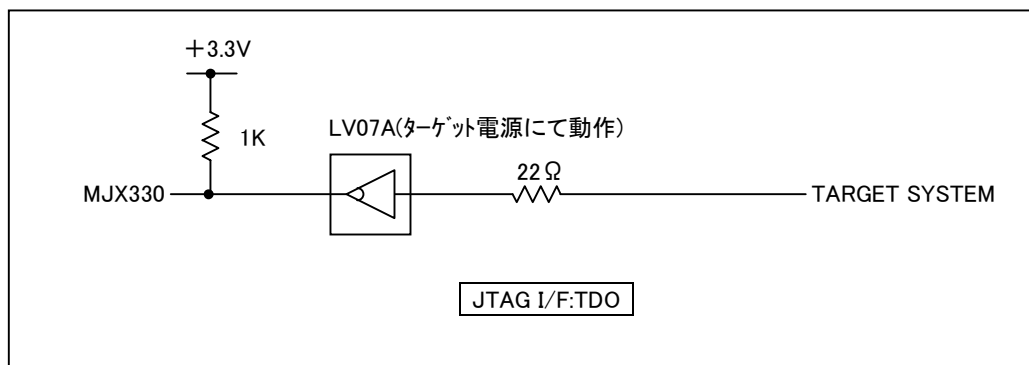 +3.3V
1K
LV07A(ﾀｰｹﾞｯﾄ電源にて動作)
22Ω
MJX330
TARGET SYSTEM
JTAG I/F:TDO